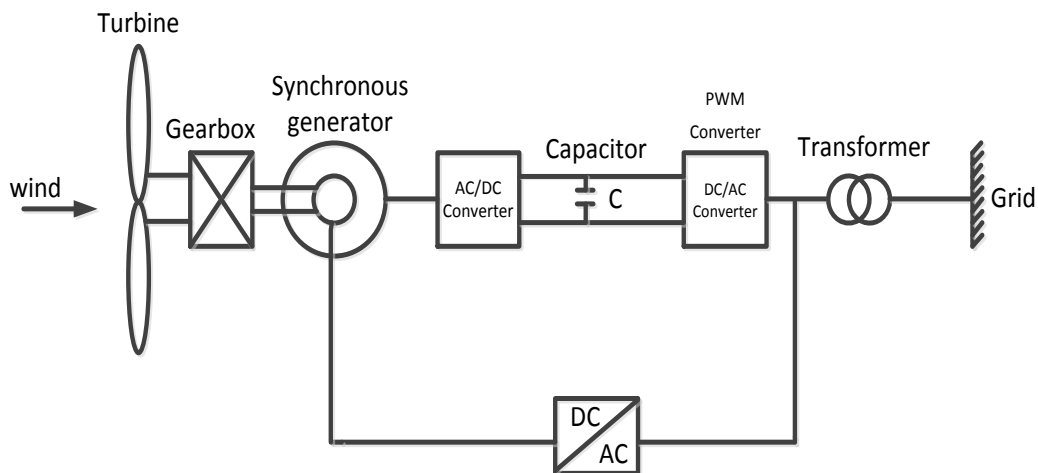 Turbine
Synchronous
generator
Gearbox
wind
AC/DC
Converter
Capacitor
C
PWM
Converter
DC/AC
Converter
Transformer
Grid
DC
AC